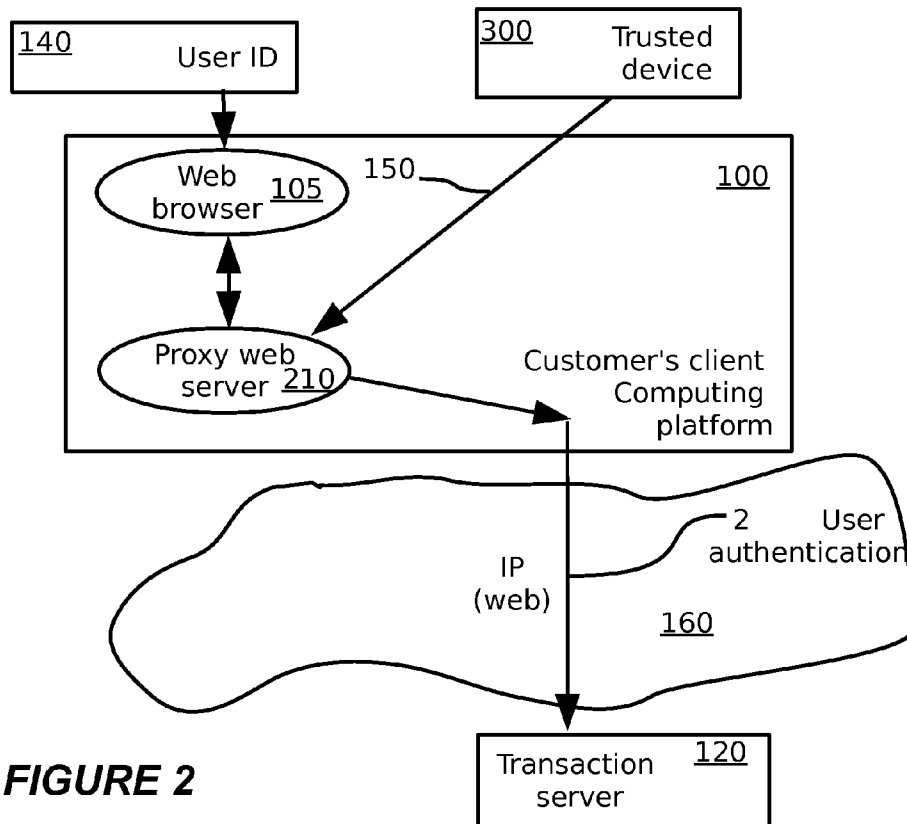 140
User ID
300
Trusted
device
Web
browser 105
150
100
Proxy web
server 210
Customer's client
Computing
platform
2 User
authentication
IP
(web)
160
Transaction
server
120
FIGURE 2